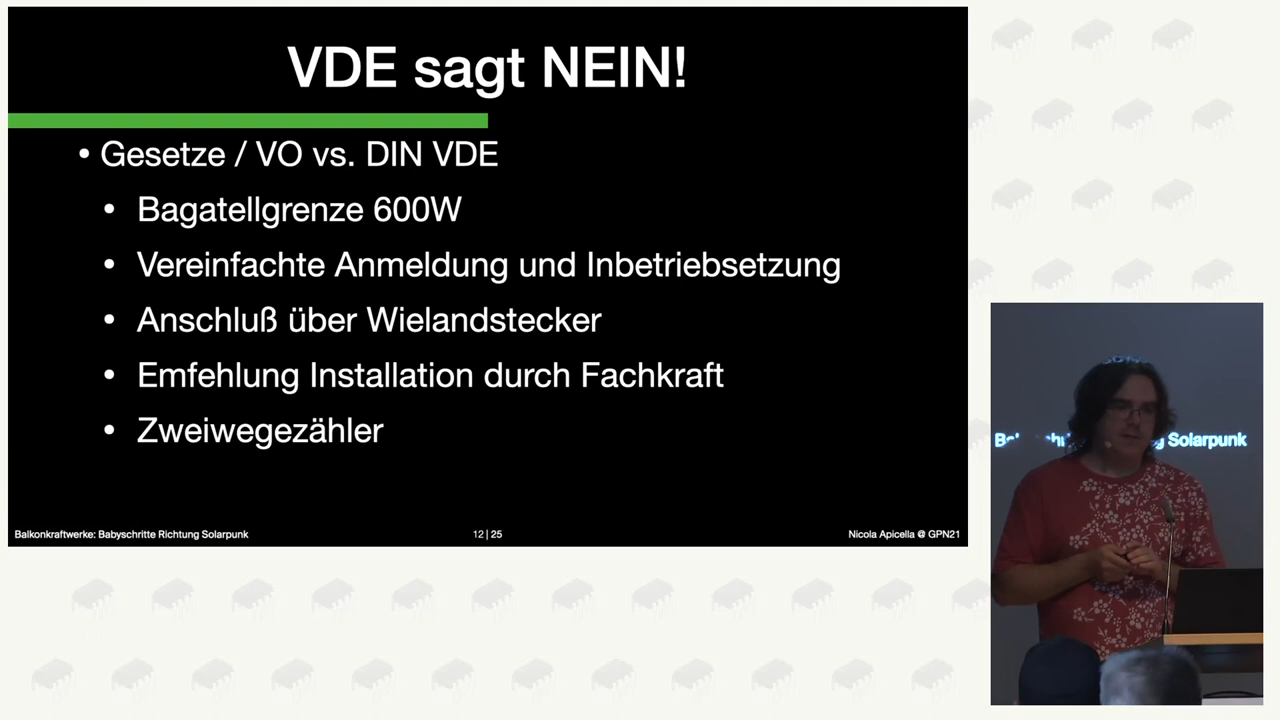 VDE sagt NEIN!
• Gesetze / VO vs. DIN VDE
• Bagatellgrenze 600W
• Vereinfachte Anmeldung und Inbetriebsetzung
• Anschluß über Wielandstecker
• Emfehlung Installation durch Fachkraft
• Zweiwegezähler
Balkonkraftwerke: Babyschritte Richtung Solarpunk
12 | 25
Nicola Apicella @ GPN21
Solarpunk